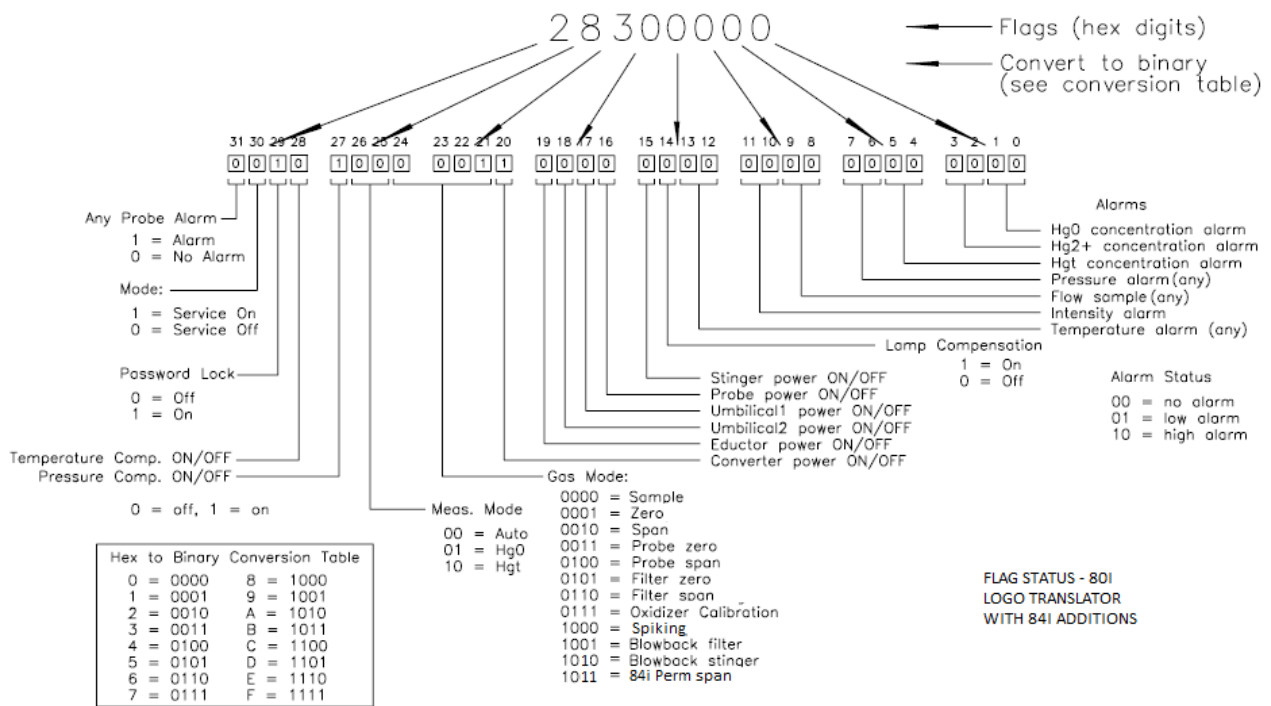 28300000
Flags (hex digits)
Convert to binary
(see conversion table)
31 30 29 28 27 26 25 24 23 22 21 20 19 18 17 16 15 14 13 12 11 10 9 8 7 6 5 4 3 2 1 0
0 0 1 0 1 0 0 0 0 0 1 1 0 0 0 0 0 0 0 0 0 0 0 0 0 0 0 0 0 0 0 0
Any Probe Alarm
1 = Alarm
0 = No Alarm
Mode:
1 = Service On
0 = Service Off
Password Lock
0 = Off
1 = On
Temperature Comp. ON/OFF
Pressure Comp. ON/OFF
0 = off, 1 = on
Meas. Mode
00 = Auto
01 = Hg0
10 = Hgt
Gas Mode:
0000 = Sample
0001 = Zero
0010 = Span
0011 = Probe zero
0100 = Probe span
0101 = Filter zero
0110 = Filter span
0111 = Oxidizer Calibration
1000 = Spiking
1001 = Blowback filter
1010 = Blowback stinger
1011 = 84i Perm span
Stinger power ON/OFF
Probe power ON/OFF
Umbilical1 power ON/OFF
Umbilical2 power ON/OFF
Eductor power ON/OFF
Converter power ON/OFF
Lamp Compensation
1 = On
0 = Off
Alarms
Hg0 concentration alarm
Hg2+ concentration alarm
Hgt concentration alarm
Pressure alarm (any)
Flow sample (any)
Intensity alarm
Temperature alarm (any)
Alarm Status
00 = no alarm
01 = low alarm
10 = high alarm
Hex to Binary Conversion Table
0 = 0000 8 = 1000
1 = 0001 9 = 1001
2 = 0010 A = 1010
3 = 0011 B = 1011
4 = 0100 C = 1100
5 = 0101 D = 1101
6 = 0110 E = 1110
7 = 0111 F = 1111
FLAG STATUS - 80I
LOGO TRANSLATOR
WITH 84I ADDITIONS